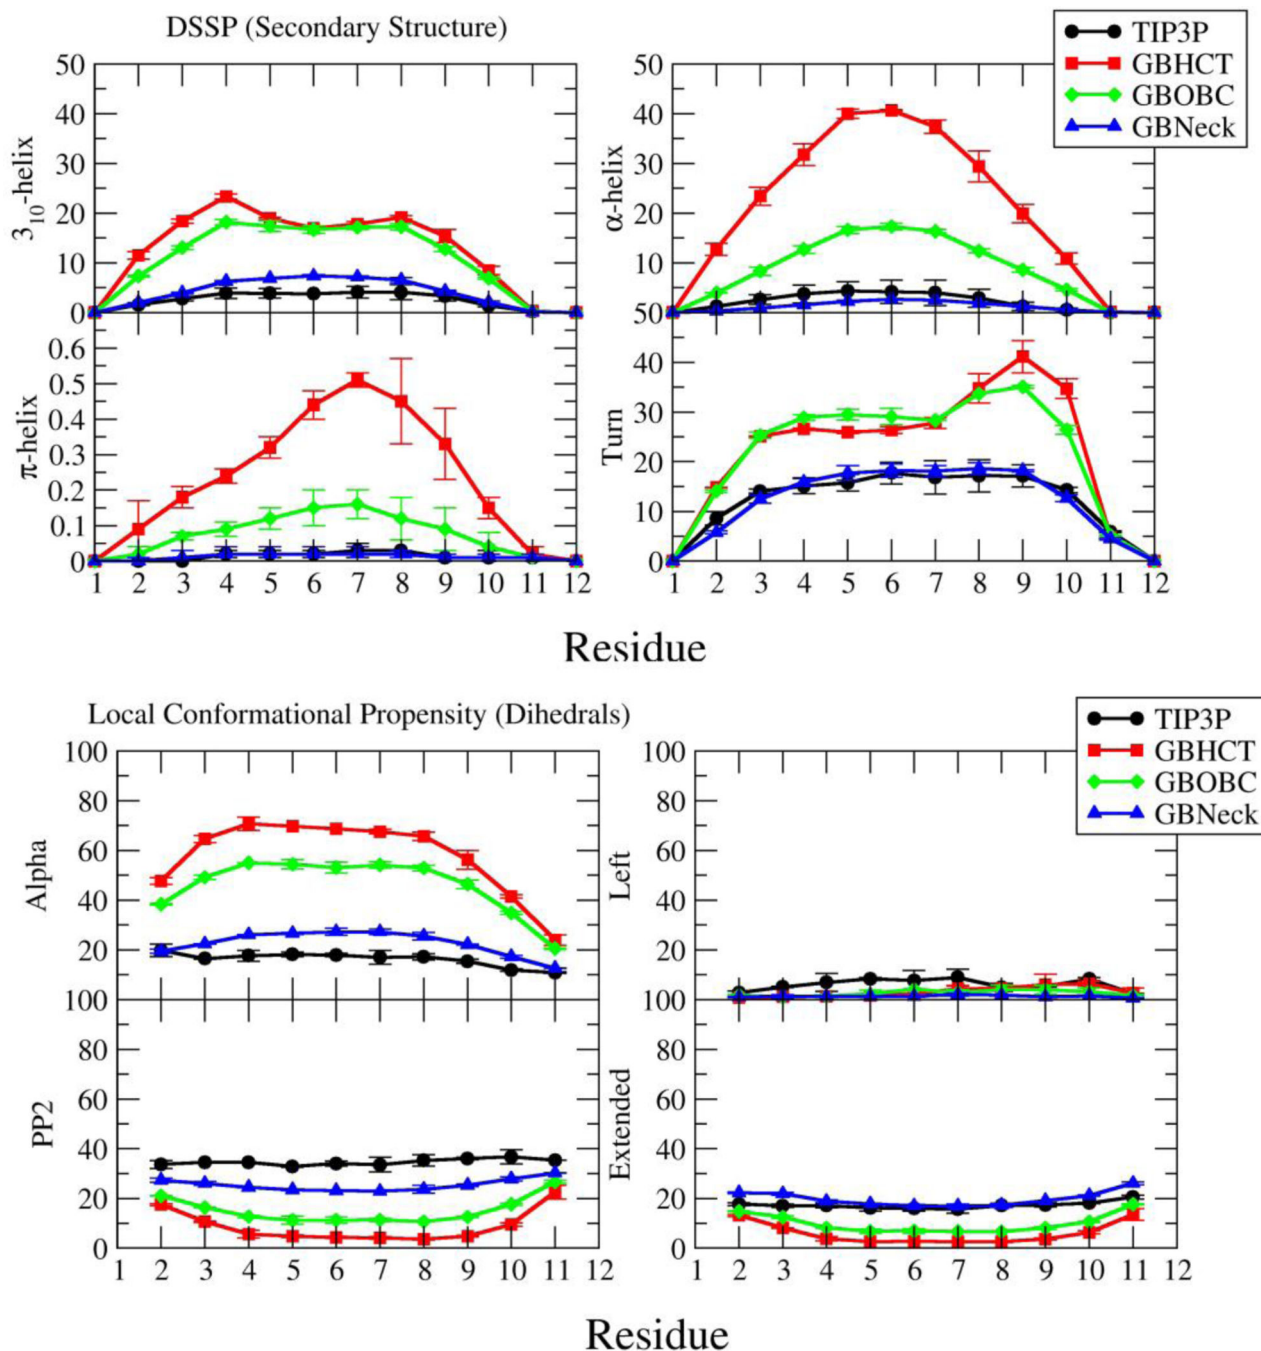 DSSP (Secondary Structure)
TIP3P
GBHCT
GBOBC
GBNeck
50
40
30
20
10
0
3₁₀-helix
50
40
30
20
10
50
α-helix
0.6
0.5
0.4
0.3
0.2
0.1
0
π-helix
1 2 3 4 5 6 7 8 9 10 11 12
40
30
20
10
0
Turn
1 2 3 4 5 6 7 8 9 10 11 12
Residue
Local Conformational Propensity (Dihedrals)
TIP3P
GBHCT
GBOBC
GBNeck
100
80
60
40
20
100
Alpha
100
80
60
40
20
100
Left
80
60
40
20
0
PP2
1 2 3 4 5 6 7 8 9 10 11 12
80
60
40
20
0
Extended
1 2 3 4 5 6 7 8 9 10 11 12
Residue